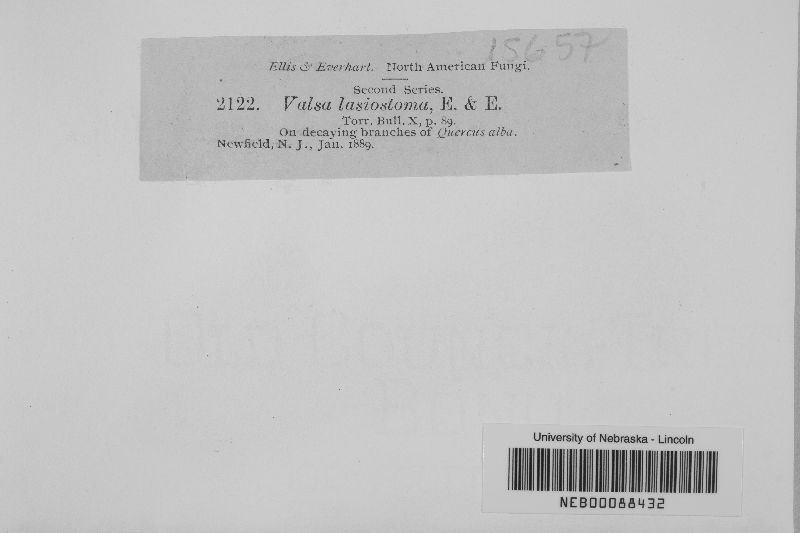 15657
Ellis & Everhart. North American Fungi.
Second Series.
2122. Valsa lasiostoma, E. & E.
Torr. Bull. X, p. 89.
On decaying branches of Quercus alba.
Newfield, N. J., Jan. 1889.
University of Nebraska - Lincoln
NEB00088432